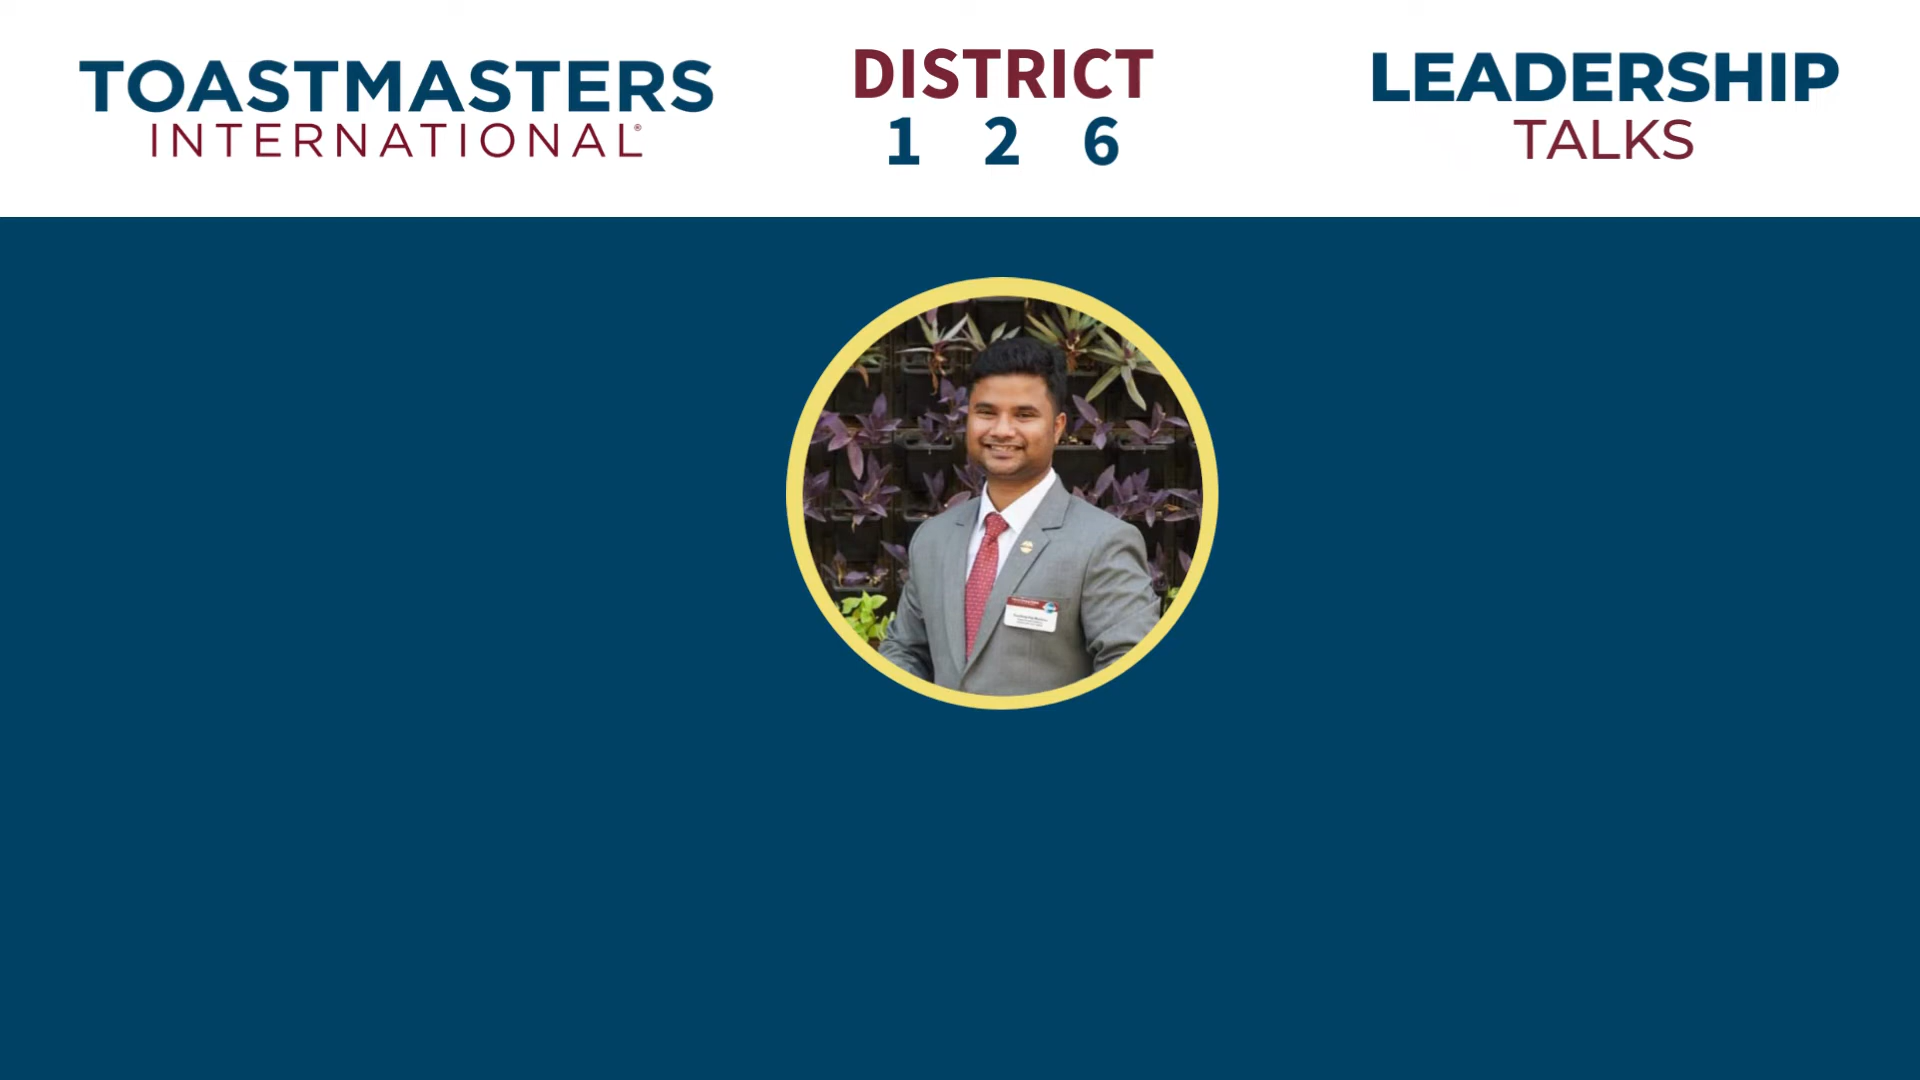 TOASTMASTERS
INTERNATIONAL®
DISTRICT
1 2 6
LEADERSHIP
TALKS